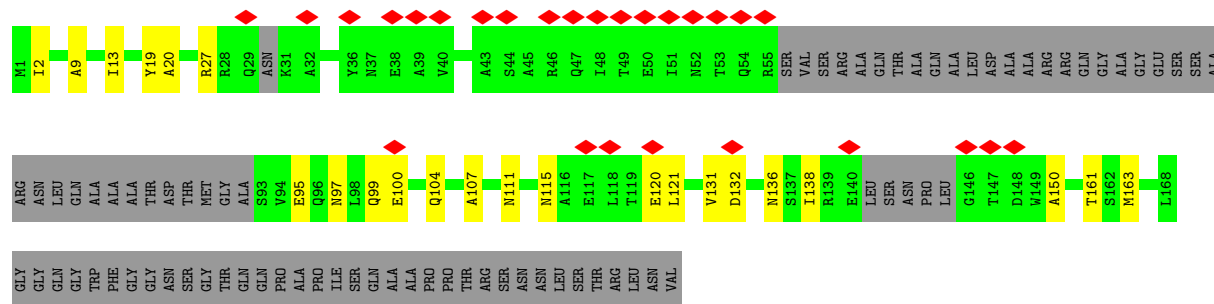 M1 I2 A9 I13 Y19 A20 R27 R28 Q29 ASN K31 A32 Y36 N37 E38 A39 V40 A43 S44 A45 R46 Q47 I48 T49 E50 I51 N52 T53 Q54 R55 SER VAL SER ARG ALA GLN THR ALA GLN ALA LEU ASP ALA ALA ARG ARG GLN GLY ALA GLY GLU SER SER ALA
ARG ASN LEU GLN ALA ALA ALA THR ASP THR MET GLY ALA S93 V94 E95 Q96 N97 L98 Q99 E100 Q104 A107 N111 N115 A116 E117 L118 T119 E120 L121 V131 D132 N136 S137 I138 R139 E140 LEU SER ASN PRO LEU G146 T147 D148 W149 A150 T161 S162 M163 L168
GLY GLY GLN GLY TRP PHE GLY GLY ASN SER GLY THR GLN GLN PRO ALA PRO ILE SER GLN ALA ALA PRO PRO THR ARG SER ASN ASN LEU SER THR ARG LEU ASN VAL